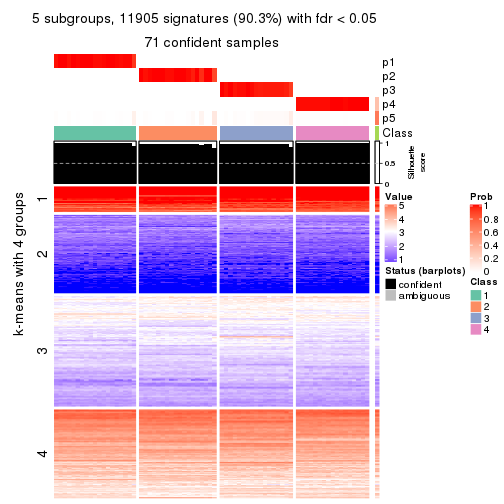 5 subgroups, 11905 signatures (90.3%) with fdr < 0.05
71 confident samples
p1
p2
p3
p4
p5
Class
1
0.5
0
Silhouette
score
k-means with 4 groups
1
2
3
4
Value
5
4
3
2
1
Status (barplots)
confident
ambiguous
Prob
1
0.8
0.6
0.4
0.2
0
Class
1
2
3
4